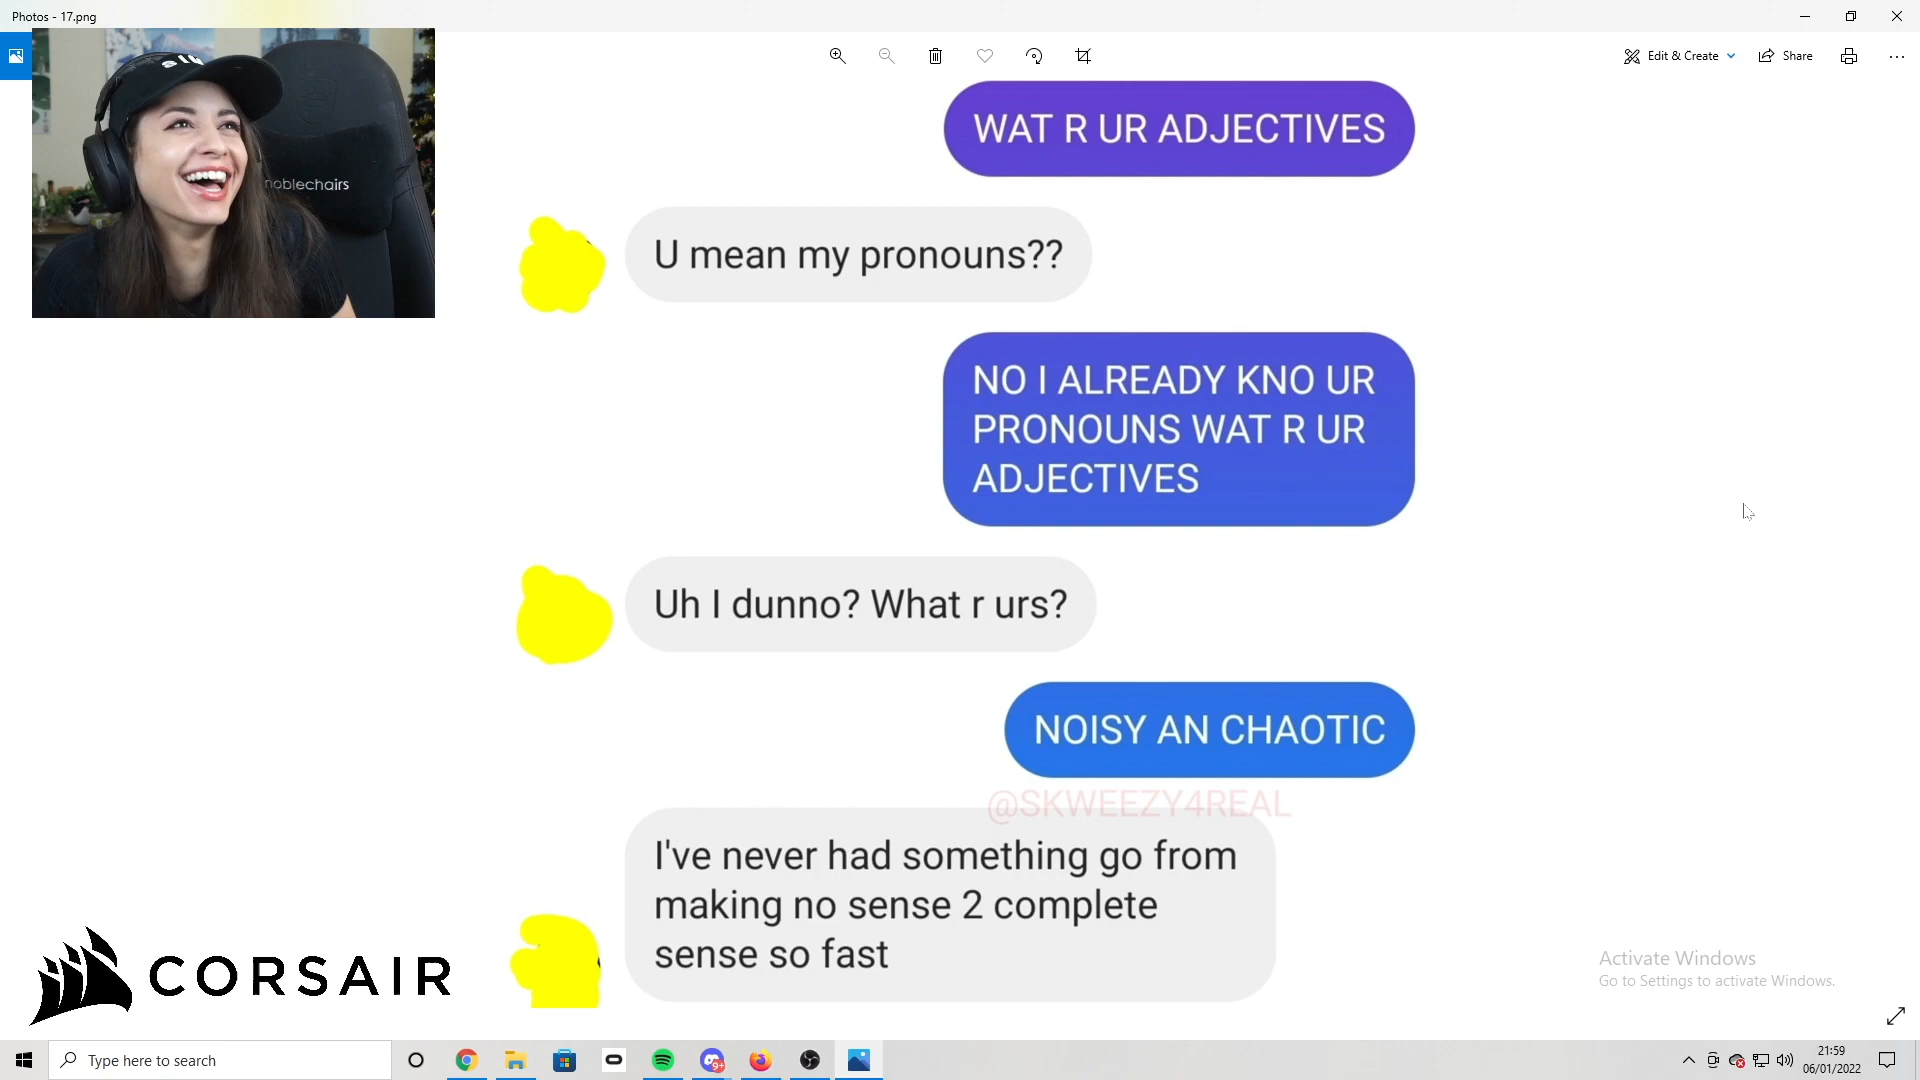 Photos - 17.png
Edit & Create
Share
noblechairs
WAT R UR ADJECTIVES
U mean my pronouns??
NO I ALREADY KNO UR
PRONOUNS WAT R UR
ADJECTIVES
Uh I dunno? What r urs?
NOISY AN CHAOTIC
@SKWEEZY4REAL
I've never had something go from
making no sense 2 complete
sense so fast
CORSAIR
Activate Windows
Go to Settings to activate Windows.
Type here to search
9+
21:59
06/01/2022